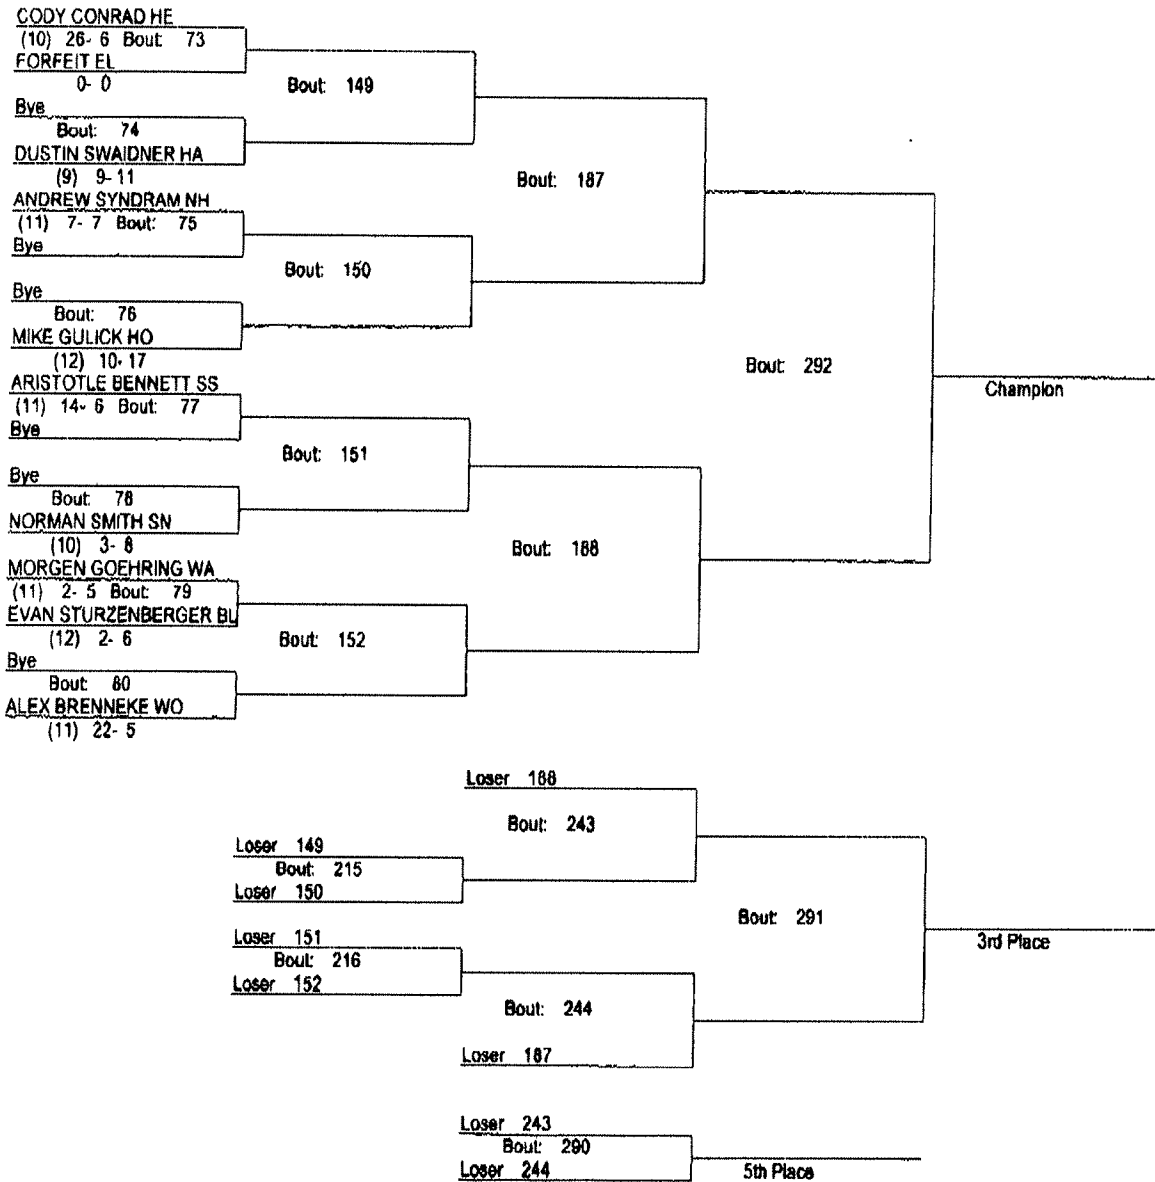 CODY CONRAD HE
(10) 26- 6 Bout: 73
FORFEIT EL
0- 0
Bout: 149
Bye
Bout: 74
DUSTIN SWAIDNER HA
(9) 9- 11
Bout: 187
ANDREW SYNDRAM NH
(11) 7- 7 Bout: 75
Bye
Bout: 150
Bye
Bout: 76
MIKE GULICK HO
(12) 10- 17
Bout: 292
Champion
ARISTOTLE BENNETT SS
(11) 14- 6 Bout: 77
Bye
Bout: 151
Bye
Bout: 78
NORMAN SMITH SN
(10) 3- 8
Bout: 188
MORGEN GOEHRING WA
(11) 2- 5 Bout: 79
EVAN STURZENBERGER BL
(12) 2- 6
Bout: 152
Bye
Bout: 80
ALEX BRENNEKE WO
(11) 22- 5
Loser 188
Bout: 243
Loser 149
Bout: 215
Loser 150
Bout: 291
3rd Place
Loser 151
Bout: 216
Loser 152
Bout: 244
Loser 187
Loser 243
Bout: 290
Loser 244
5th Place